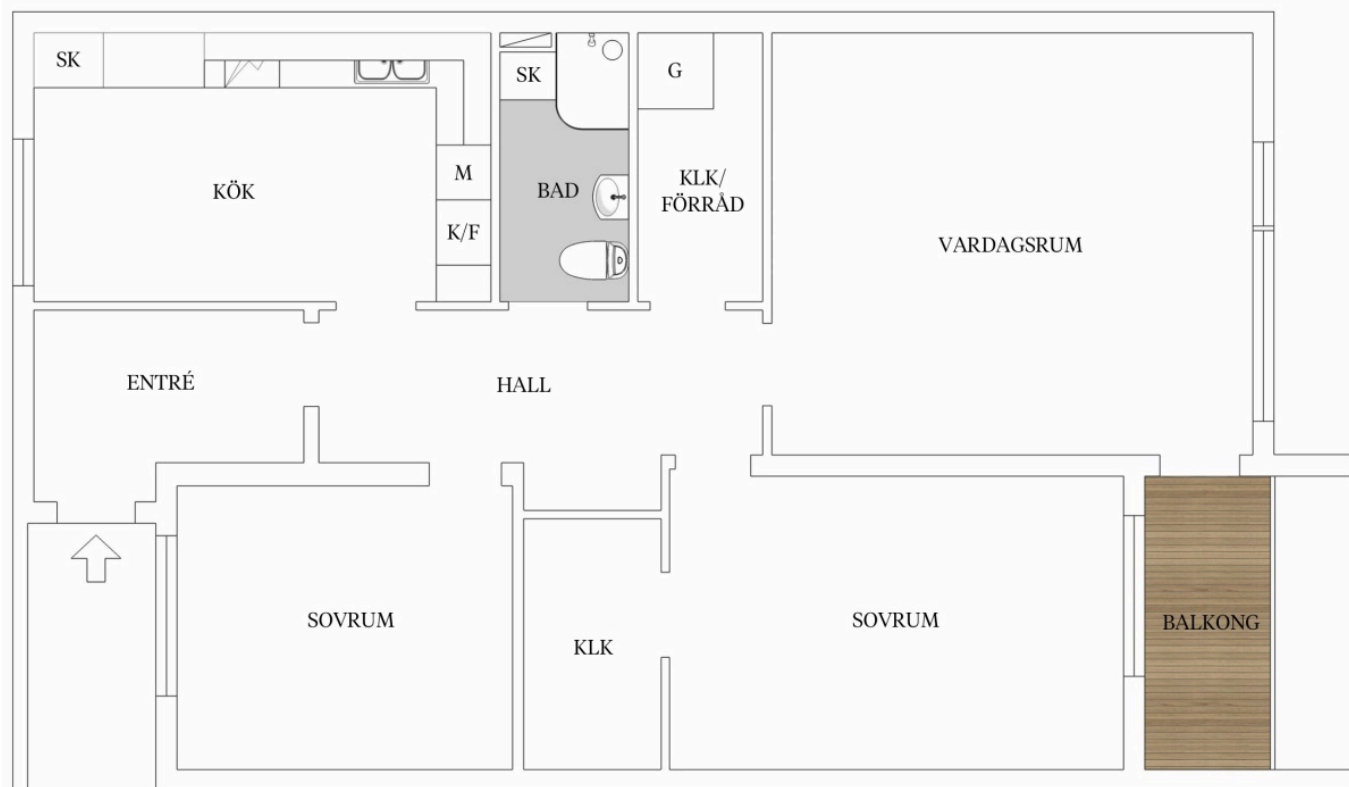 SK
SK
G
M
KÖK
BAD
KLK/
FÖRRÅD
K/F
VARDAGSRUM
ENTRÉ
HALL
SOVRUM
KLK
SOVRUM
BALKONG